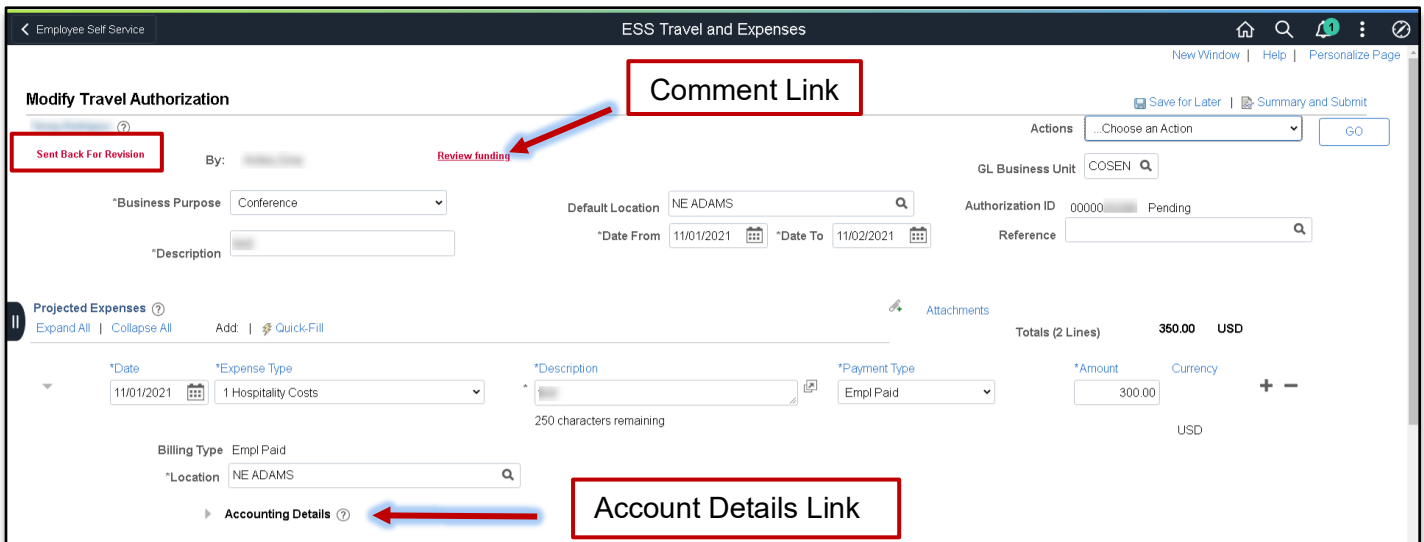 Employee Self Service
ESS Travel and Expenses
1
New Window | Help | Personalize Page
Comment Link
Modify Travel Authorization
Save for Later | Summary and Submit
Actions ...Choose an Action GO
Sent Back For Revision
By:
Review funding
GL Business Unit COSEN
*Business Purpose Conference
Default Location NE ADAMS
Authorization ID 00000 Pending
*Description
*Date From 11/01/2021 *Date To 11/02/2021
Reference
Projected Expenses
Attachments
Expand All | Collapse All Add: | Quick-Fill
Totals (2 Lines) 350.00 USD
*Date *Expense Type *Description *Payment Type *Amount Currency
11/01/2021 1 Hospitality Costs * Empl Paid 300.00
250 characters remaining
USD
Billing Type Empl Paid
*Location NE ADAMS
Accounting Details
Account Details Link